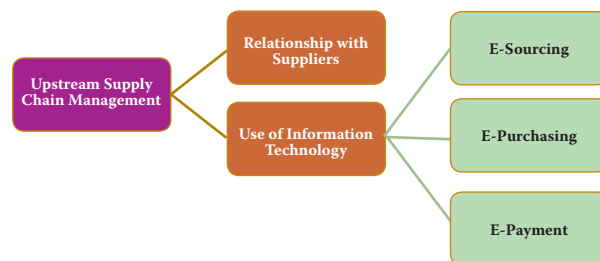 Upstream Supply
Chain Management
Relationship with
Suppliers
Use of Information
Technology
E-Sourcing
E-Purchasing
E-Payment